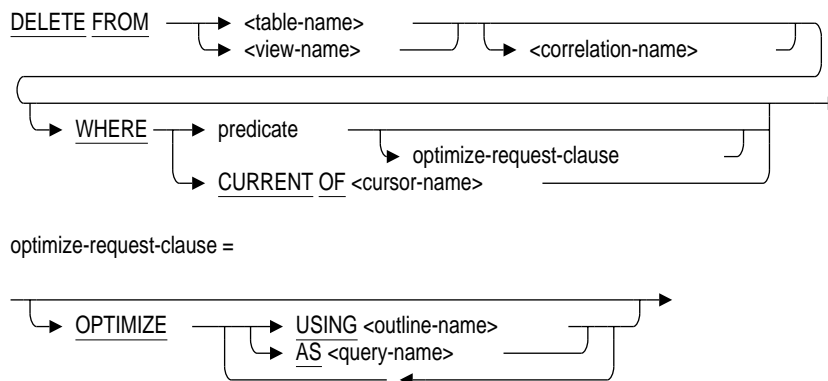 DELETE FROM <table-name>
<view-name> <correlation-name>
WHERE predicate
optimize-request-clause
CURRENT OF <cursor-name>
optimize-request-clause =
OPTIMIZE USING <outline-name>
AS <query-name>